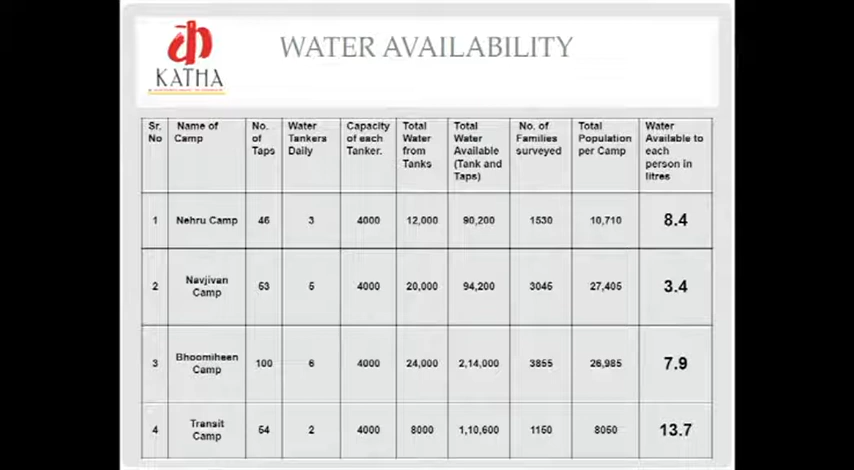 क
KATHA
WATER AVAILABILITY
Sr. No | Name of Camp | No. of Taps | Water Tankers Daily | Capacity of each Tanker. | Total Water from Tanks | Total Water Available (Tank and Taps) | No. of Families surveyed | Total Population per Camp | Water Available to each person in litres
1 | Nehru Camp | 46 | 3 | 4000 | 12,000 | 90,200 | 1530 | 10,710 | 8.4
2 | Navjivan Camp | 53 | 5 | 4000 | 20,000 | 94,200 | 3045 | 27,405 | 3.4
3 | Bhoomiheen Camp | 100 | 6 | 4000 | 24,000 | 2,14,000 | 3855 | 26,985 | 7.9
4 | Transit Camp | 54 | 2 | 4000 | 8000 | 1,10,600 | 1150 | 8050 | 13.7